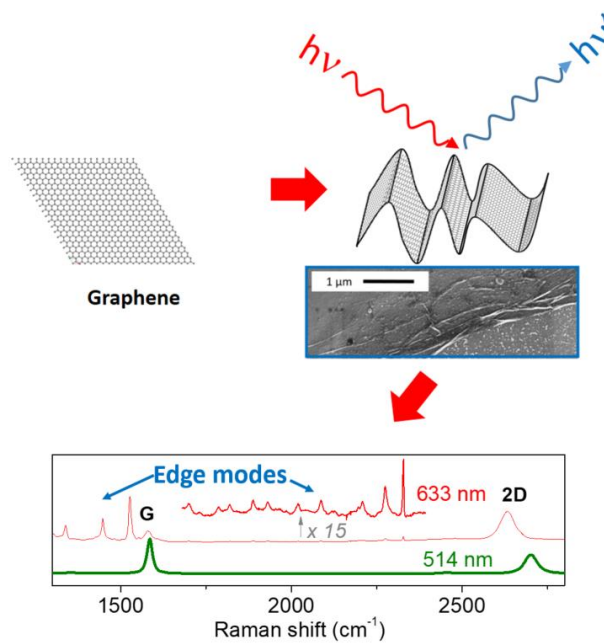 hν
hν'
Graphene
1 µm
Edge modes
633 nm
2D
G
x 15
514 nm
1500
2000
2500
Raman shift (cm⁻¹)